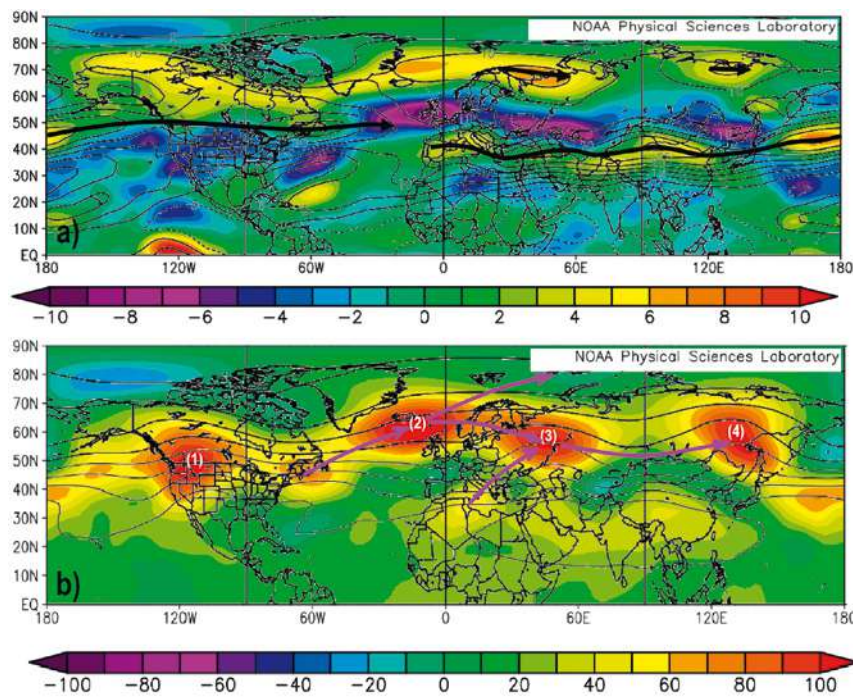 90N
NOAA Physical Sciences Laboratory
80N
70N
60N
50N
40N
30N
20N
10N
a)
EQ
180 120W 60W 0 60E 120E 180
−10 −8 −6 −4 −2 0 2 4 6 8 10
90N
NOAA Physical Sciences Laboratory
80N
70N
60N
(2)
(3)
(4)
50N
(1)
40N
30N
20N
10N
b)
EQ
180 120W 60W 0 60E 120E 180
−100 −80 −60 −40 −20 0 20 40 60 80 100